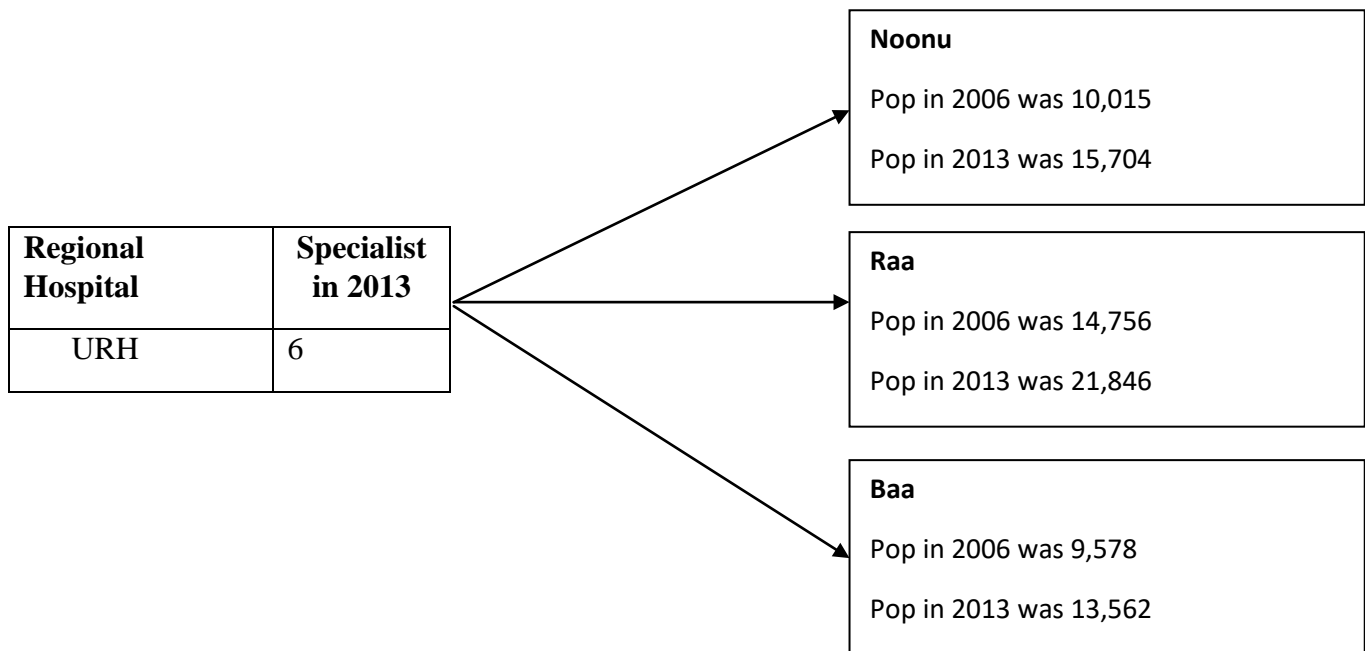 Noonu
Pop in 2006 was 10,015
Pop in 2013 was 15,704
Regional Hospital
Specialist in 2013
URH
6
Raa
Pop in 2006 was 14,756
Pop in 2013 was 21,846
Baa
Pop in 2006 was 9,578
Pop in 2013 was 13,562